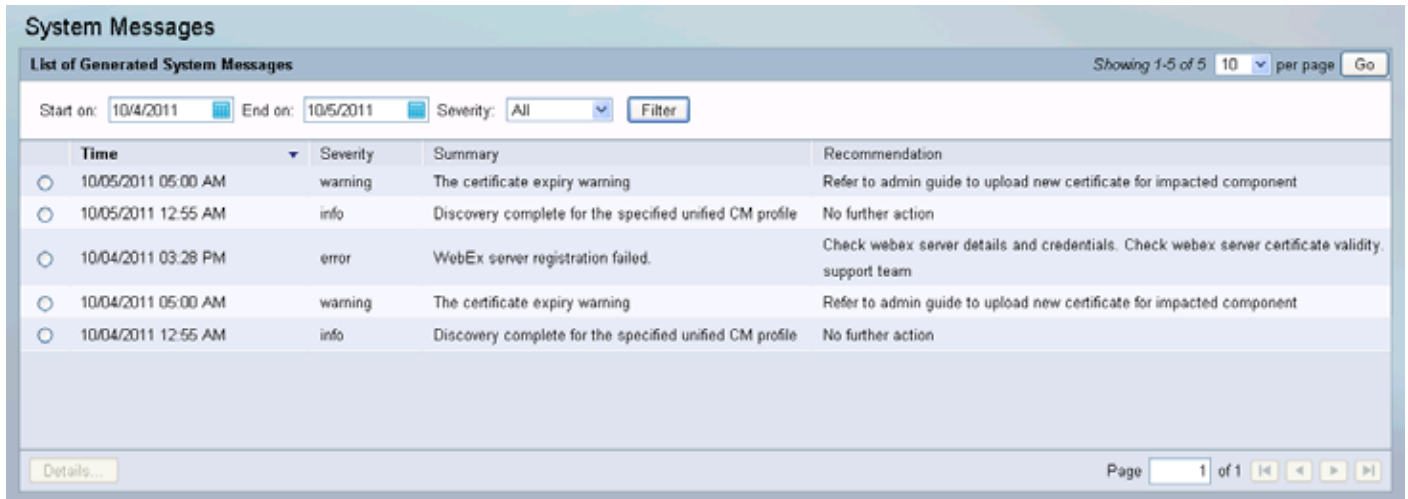 System Messages
List of Generated System Messages Showing 1-5 of 5 10 per page Go
Start on: 10/4/2011 End on: 10/5/2011 Severity: All Filter
Time Severity Summary Recommendation
10/05/2011 05:00 AM warning The certificate expiry warning Refer to admin guide to upload new certificate for impacted component
10/05/2011 12:55 AM info Discovery complete for the specified unified CM profile No further action
10/04/2011 03:28 PM error WebEx server registration failed. Check webex server details and credentials. Check webex server certificate validity.
support team
10/04/2011 05:00 AM warning The certificate expiry warning Refer to admin guide to upload new certificate for impacted component
10/04/2011 12:55 AM info Discovery complete for the specified unified CM profile No further action
Details... Page 1 of 1